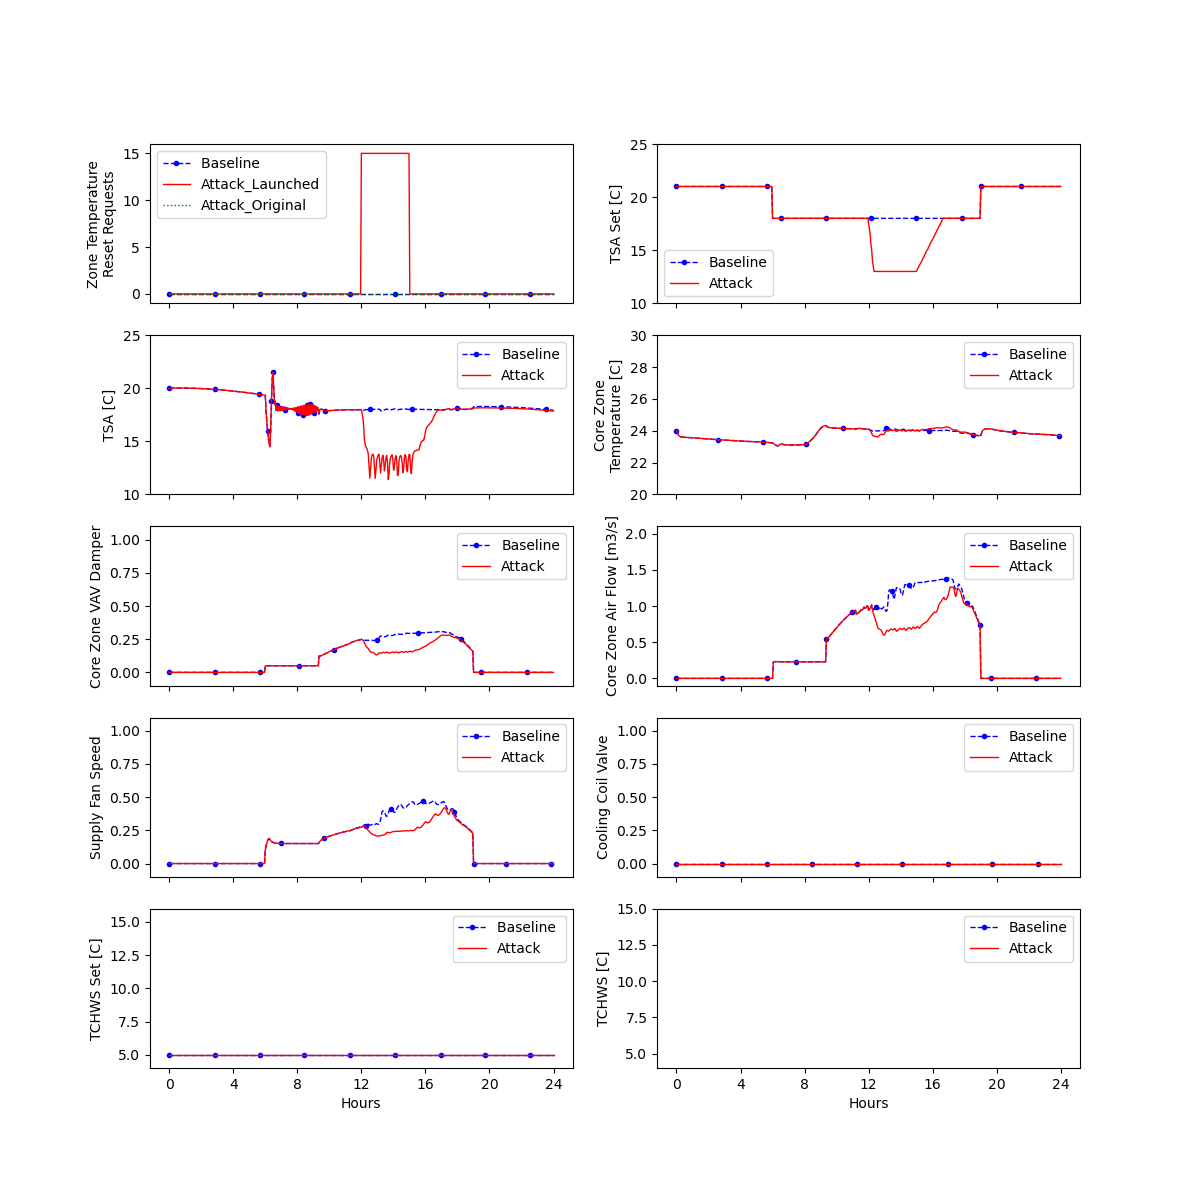 Zone Temperature
Reset Requests
15
10
5
0
Baseline
Attack_Launched
Attack_Original
TSA Set [C]
25
20
15
10
Baseline
Attack
TSA [C]
25
20
15
10
Baseline
Attack
Core Zone
Temperature [C]
30
28
26
24
22
20
Baseline
Attack
Core Zone VAV Damper
1.00
0.75
0.50
0.25
0.00
Baseline
Attack
Core Zone Air Flow [m3/s]
2.0
1.5
1.0
0.5
0.0
Baseline
Attack
Supply Fan Speed
1.00
0.75
0.50
0.25
0.00
Baseline
Attack
Cooling Coil Valve
1.00
0.75
0.50
0.25
0.00
Baseline
Attack
TCHWS Set [C]
15.0
12.5
10.0
7.5
5.0
Baseline
Attack
0 4 8 12 16 20 24
Hours
TCHWS [C]
15.0
12.5
10.0
7.5
5.0
Baseline
Attack
0 4 8 12 16 20 24
Hours